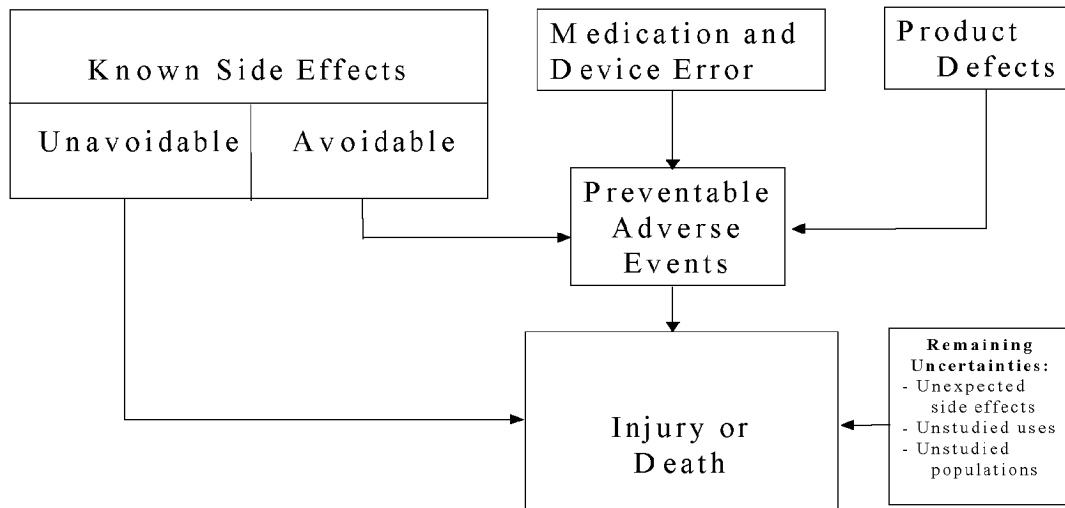 Known Side Effects
Unavoidable
Avoidable
Medication and
Device Error
Product
Defects
Preventable
Adverse
Events
Injury or
Death
Remaining
Uncertainties:
- Unexpected
side effects
- Unstudied uses
- Unstudied
populations